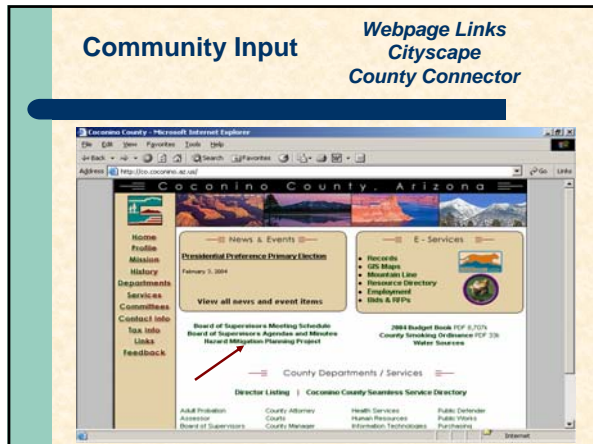 Community Input
Webpage Links
Cityscape
County Connector
Coconino County - Microsoft Internet Explorer
File Edit View Favorites Tools Help
Back Search Favorites
Address http://co.coconino.az.us/ Go Links
Coconino County, Arizona
Home
Profile
Mission
History
Departments
Services
Committees
Contact Info
Tax Info
Links
Feedback
News & Events
Presidential Preference Primary Election
February 3, 2004
View all news and event items
E - Services
• Records
• GIS Maps
• Mountain Line
• Resource Directory
• Employment
• Bids & RFPs
Board of Supervisors Meeting Schedule
Board of Supervisors Agendas and Minutes
Hazard Mitigation Planning Project
2004 Budget Book PDF 8,707k
County Smoking Ordinance PDF 33k
Water Sources
County Departments / Services
Director Listing | Coconino County Seamless Service Directory
Adult Probation County Attorney Health Services Public Defender
Assessor Courts Human Resources Public Works
Board of Supervisors County Manager Information Technologies Purchasing
Internet